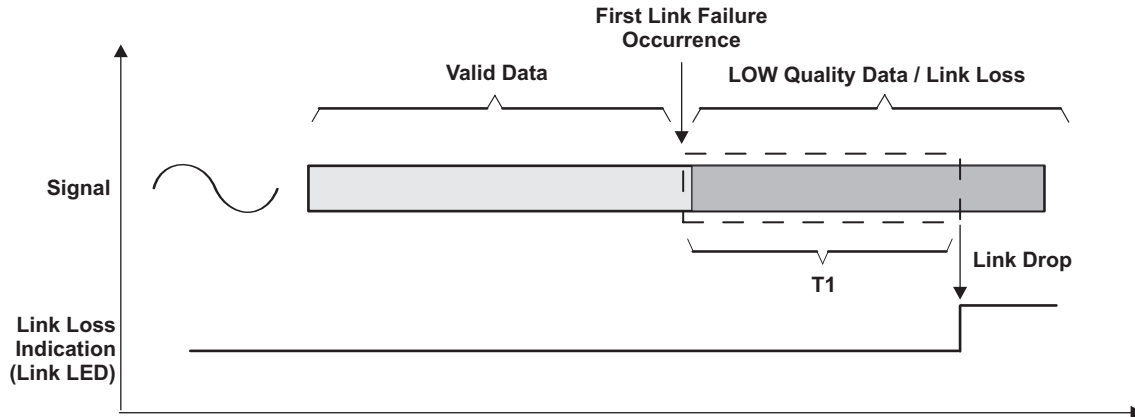 First Link Failure
Occurrence
Valid Data
LOW Quality Data / Link Loss
Signal
T1
Link Drop
Link Loss
Indication
(Link LED)